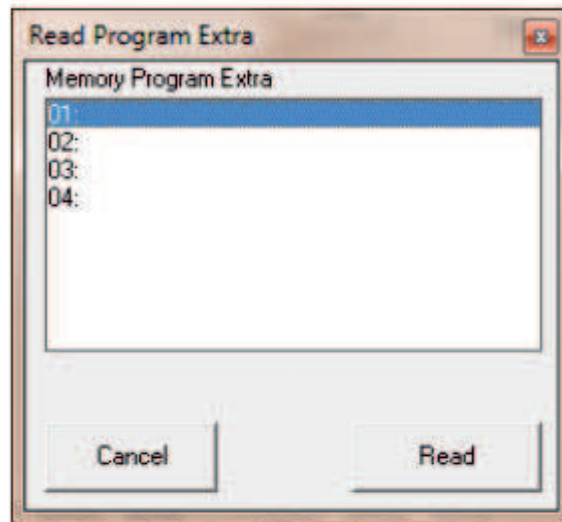 Read Program Extra
Memory Program Extra
01:
02:
03:
04:
Cancel
Read